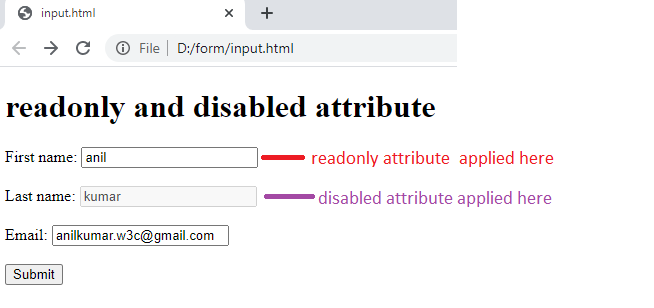 input.html
File D:/form/input.html
readonly and disabled attribute
First name: anil readonly attribute applied here
Last name: kumar disabled attribute applied here
Email: anilkumar.w3c@gmail.com
Submit